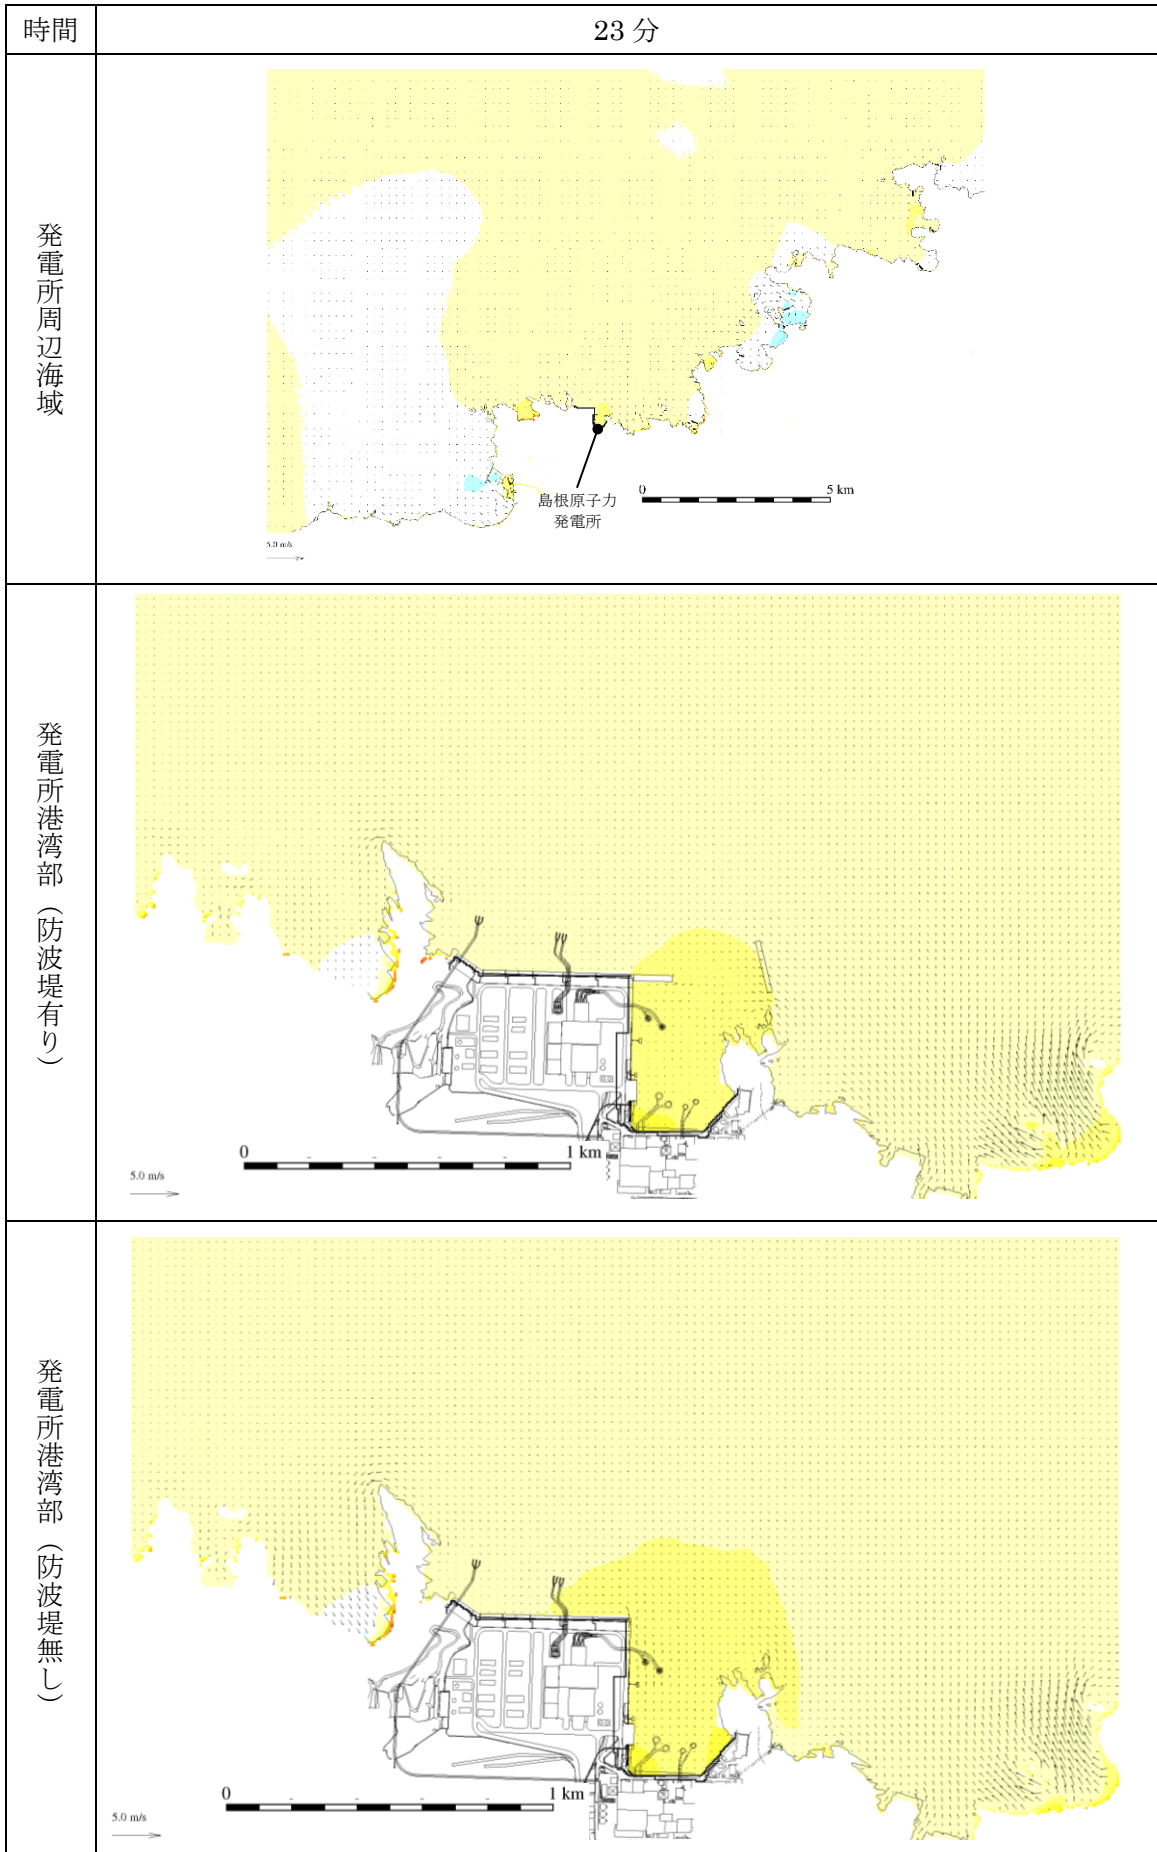 時間
23 分
発電所周辺海域
島根原子力
発電所
0
5 km
5.0 m/s
発電所港湾部（防波堤有り）
0
1 km
5.0 m/s
発電所港湾部（防波堤無し）
0
1 km
5.0 m/s